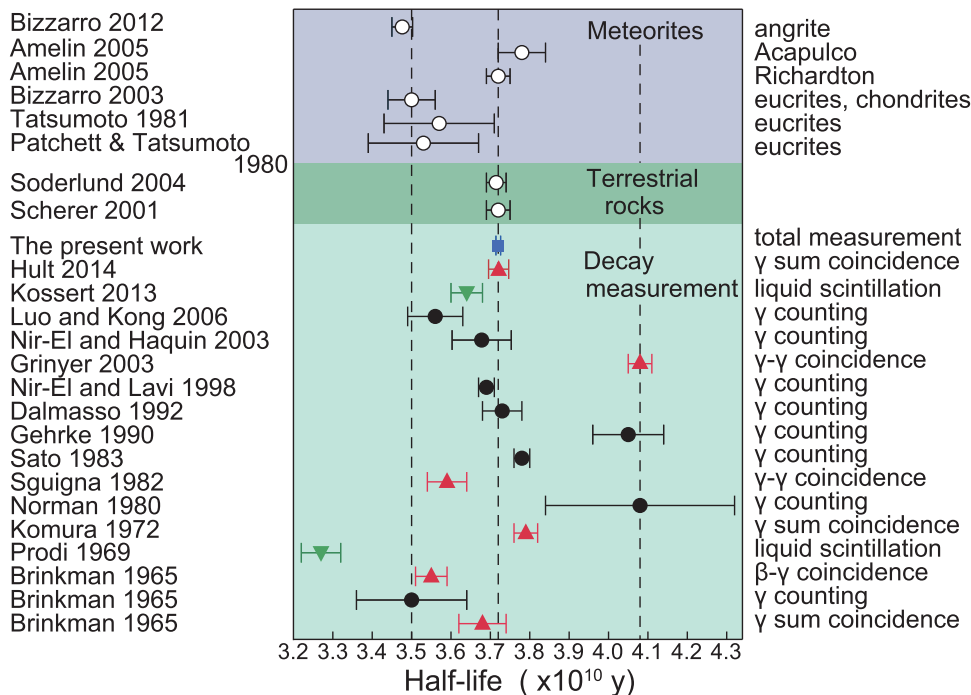 Bizzarro 2012 angrite
Meteorites
Amelin 2005 Acapulco
Amelin 2005 Richardton
Bizzarro 2003 eucrites, chondrites
Tatsumoto 1981 eucrites
Patchett & Tatsumoto eucrites
1980
Soderlund 2004 Terrestrial
Scherer 2001 rocks
The present work total measurement
Hult 2014 Decay γ sum coincidence
Kossert 2013 measurement liquid scintillation
Luo and Kong 2006 γ counting
Nir-El and Haquin 2003 γ counting
Grinyer 2003 γ-γ coincidence
Nir-El and Lavi 1998 γ counting
Dalmasso 1992 γ counting
Gehrke 1990 γ counting
Sato 1983 γ counting
Sguigna 1982 γ-γ coincidence
Norman 1980 γ counting
Komura 1972 γ sum coincidence
Prodi 1969 liquid scintillation
Brinkman 1965 β-γ coincidence
Brinkman 1965 γ counting
Brinkman 1965 γ sum coincidence
3.2 3.3 3.4 3.5 3.6 3.7 3.8 3.9 4.0 4.1 4.2 4.3
Half-life ( x10¹⁰ y)